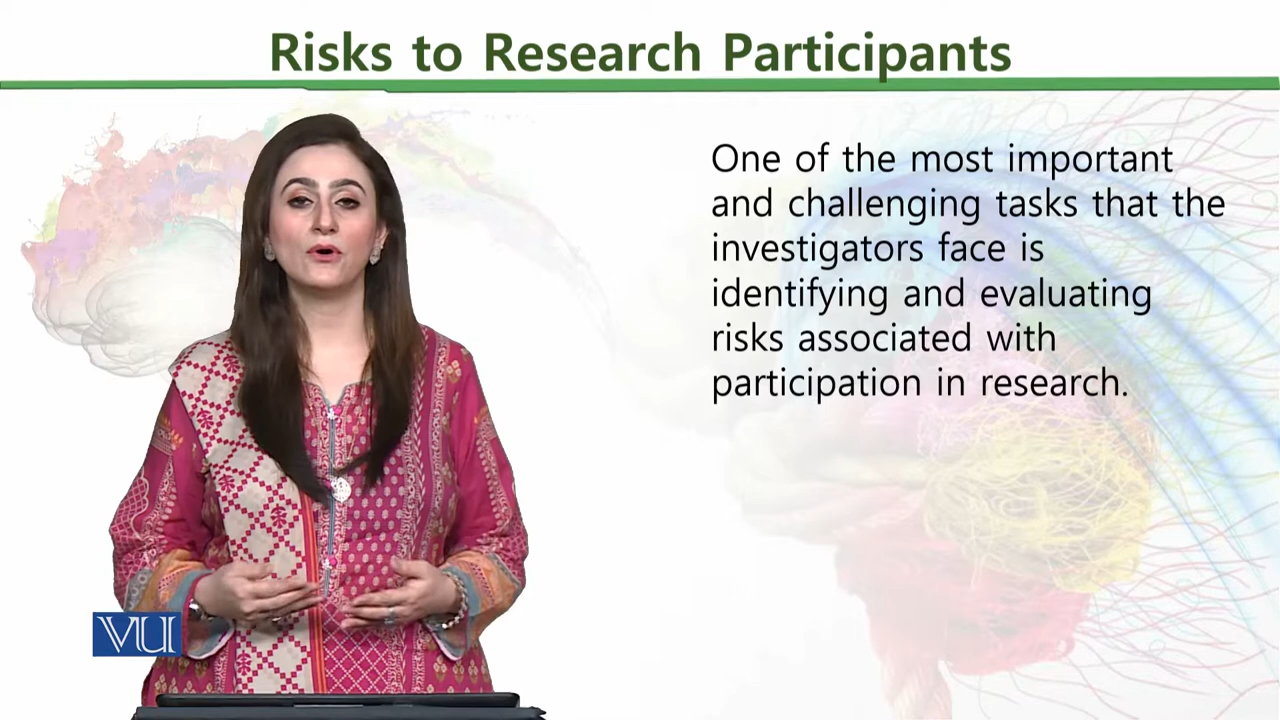 Risks to Research Participants
One of the most important
and challenging tasks that the
investigators face is
identifying and evaluating
risks associated with
participation in research.
VU